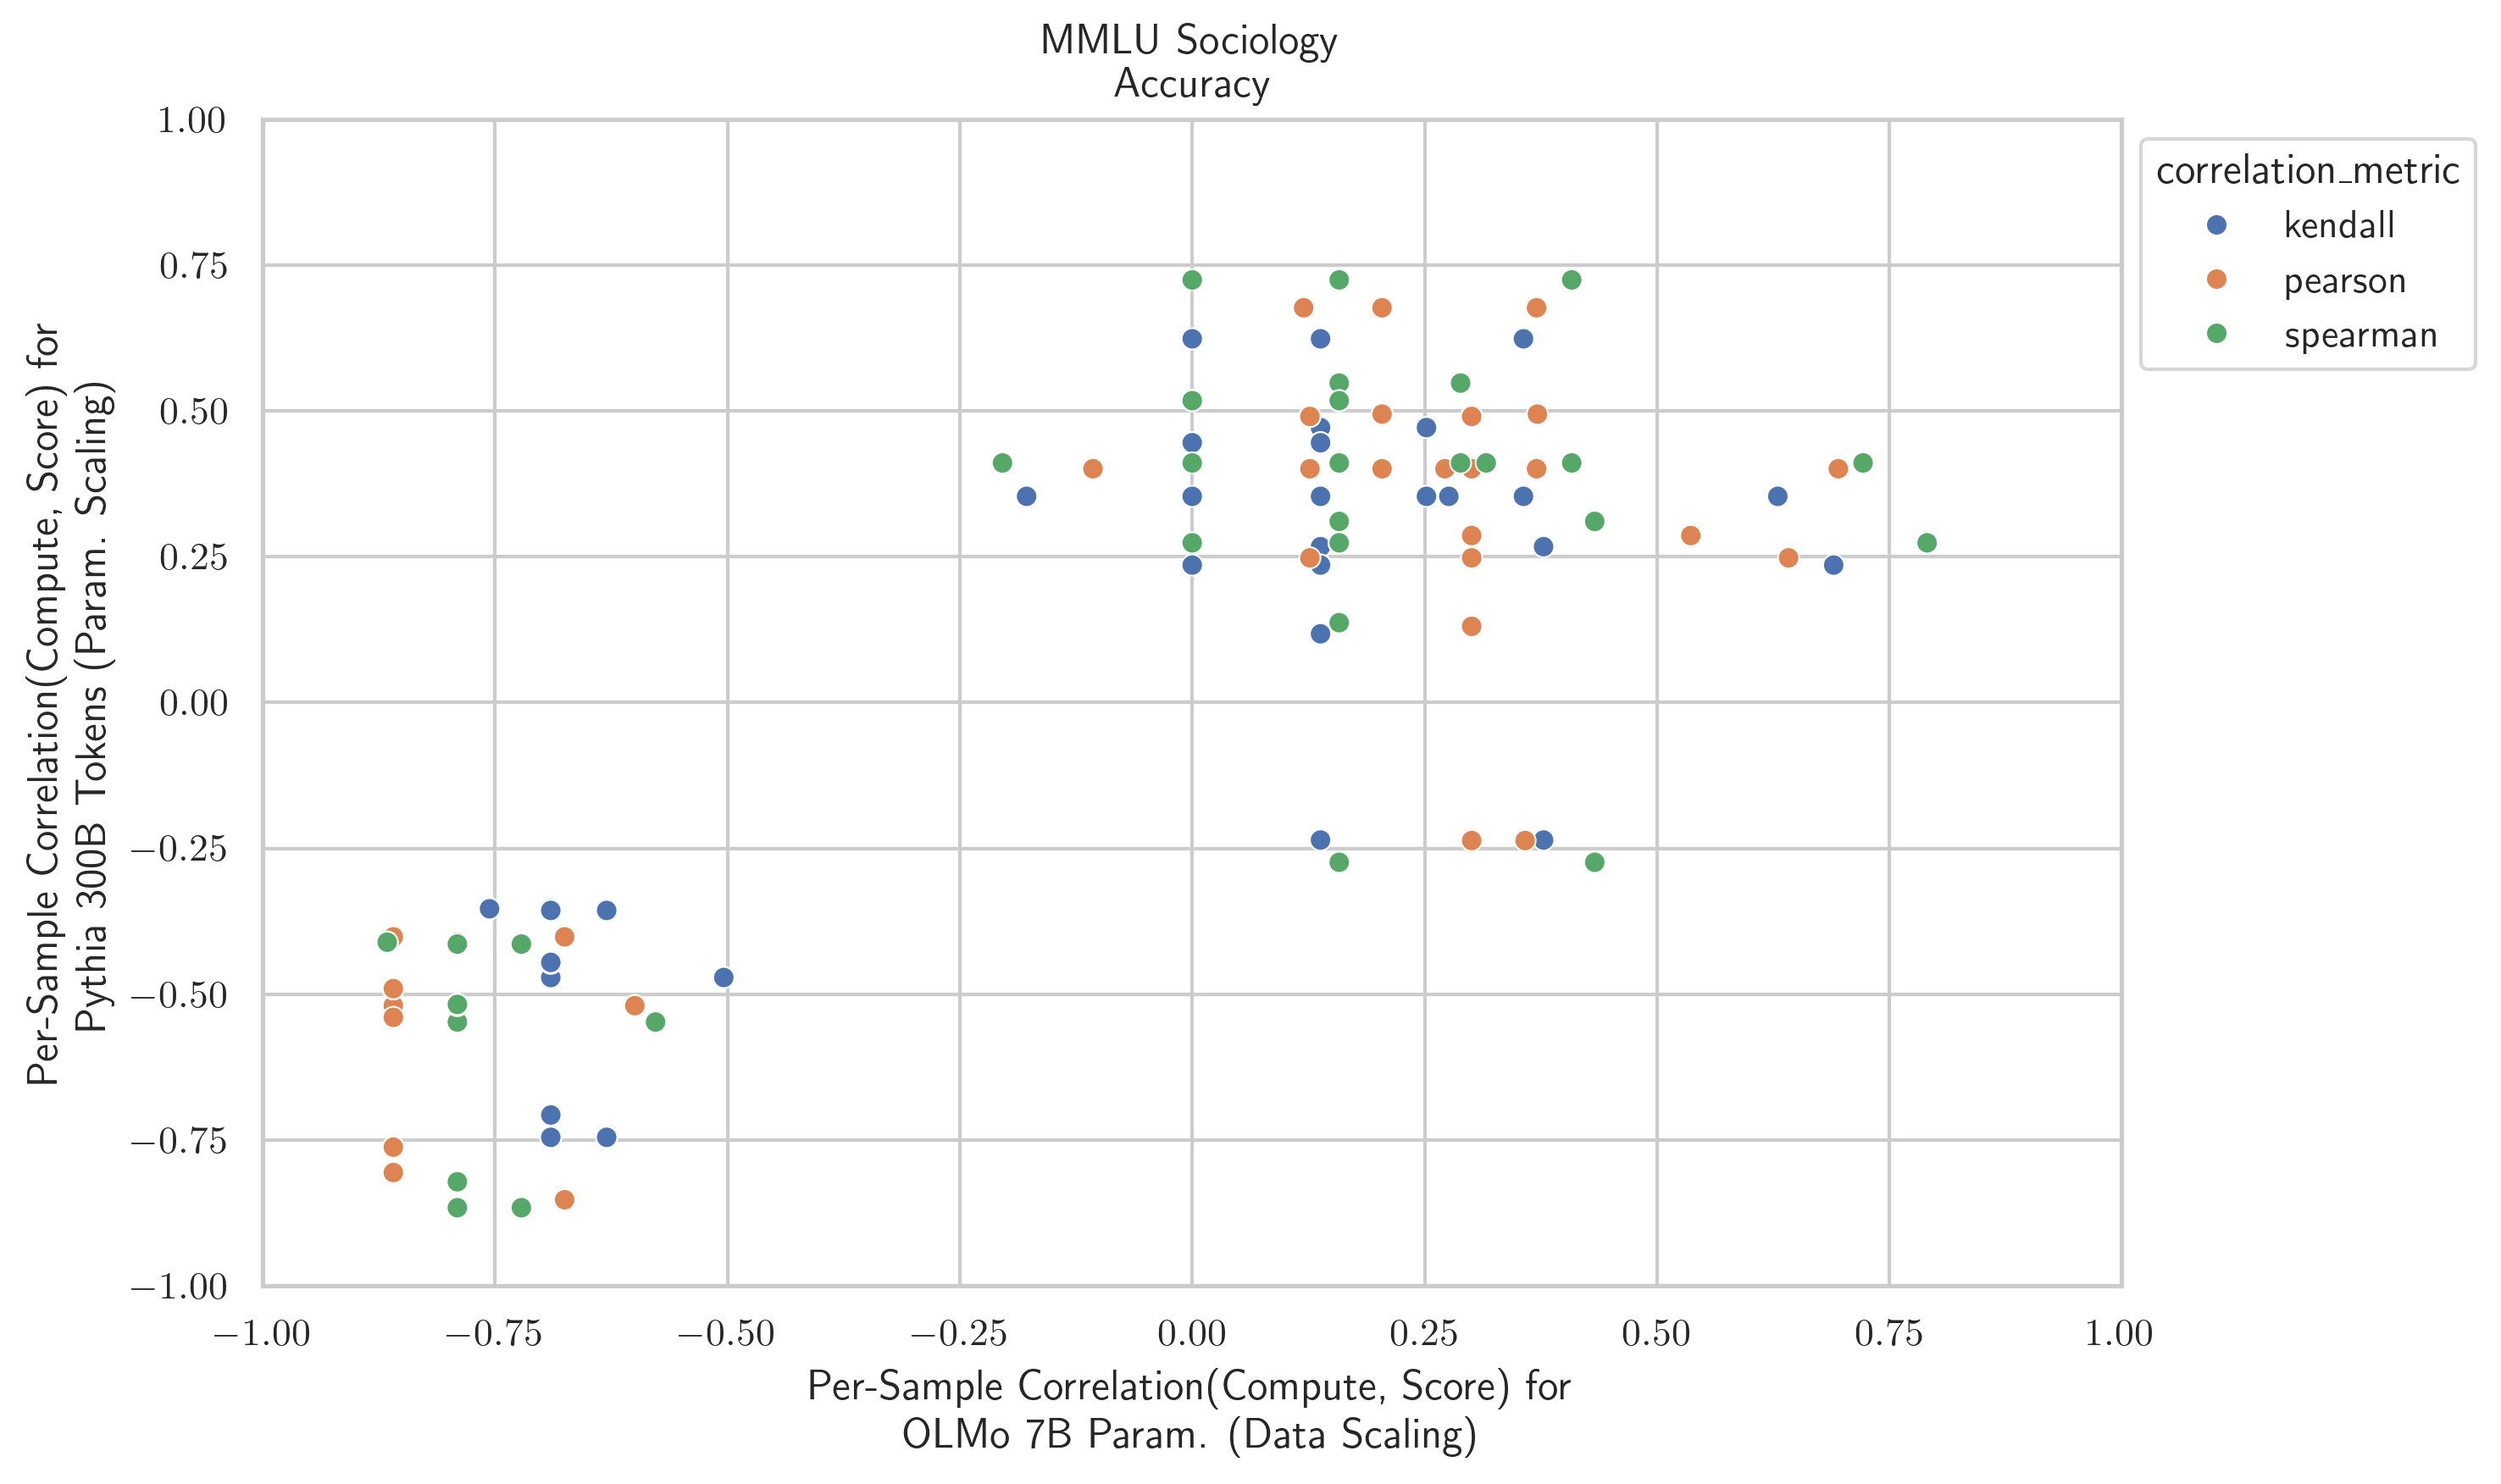 MMLU Sociology
Accuracy
1.00
0.75
0.50
0.25
0.00
−0.25
−0.50
−0.75
−1.00
Per-Sample Correlation(Compute, Score) for
Pythia 300B Tokens (Param. Scaling)
correlation_metric
kendall
pearson
spearman
−1.00 −0.75 −0.50 −0.25 0.00 0.25 0.50 0.75 1.00
Per-Sample Correlation(Compute, Score) for
OLMo 7B Param. (Data Scaling)